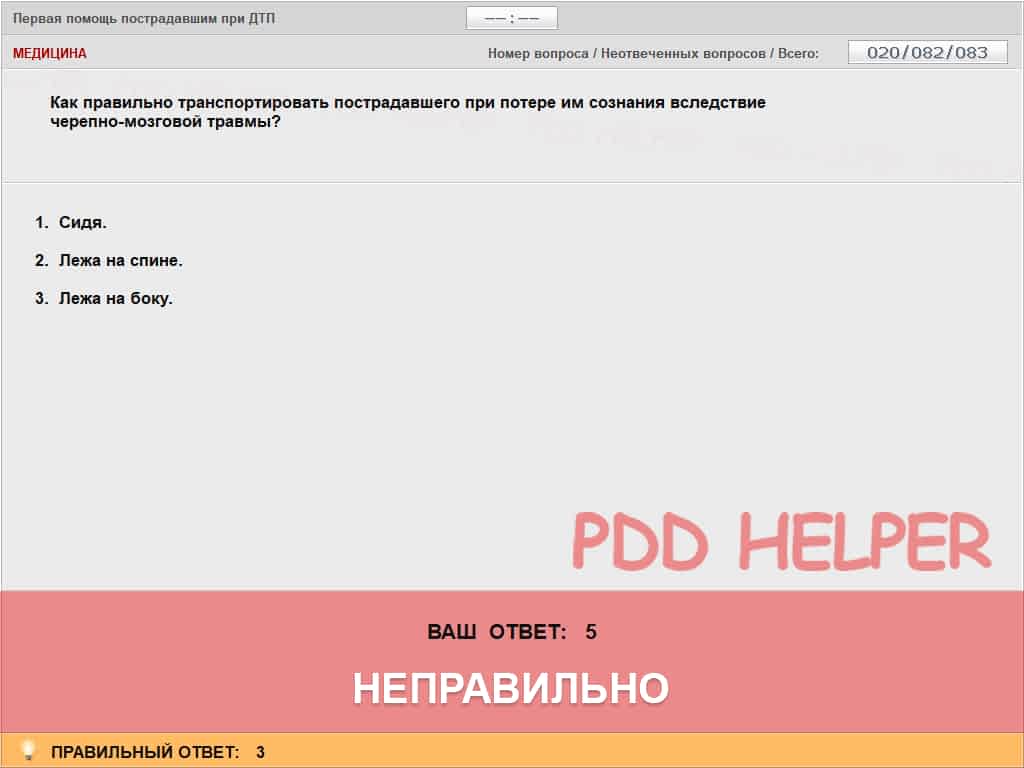 Первая помощь пострадавшим при ДТП
–– : ––
МЕДИЦИНА
Номер вопроса / Неотвеченных вопросов / Всего:
020/082/083
Как правильно транспортировать пострадавшего при потере им сознания вследствие
черепно-мозговой травмы?
1. Сидя.
2. Лежа на спине.
3. Лежа на боку.
PDD HELPER
ВАШ ОТВЕТ: 5
НЕПРАВИЛЬНО
ПРАВИЛЬНЫЙ ОТВЕТ: 3